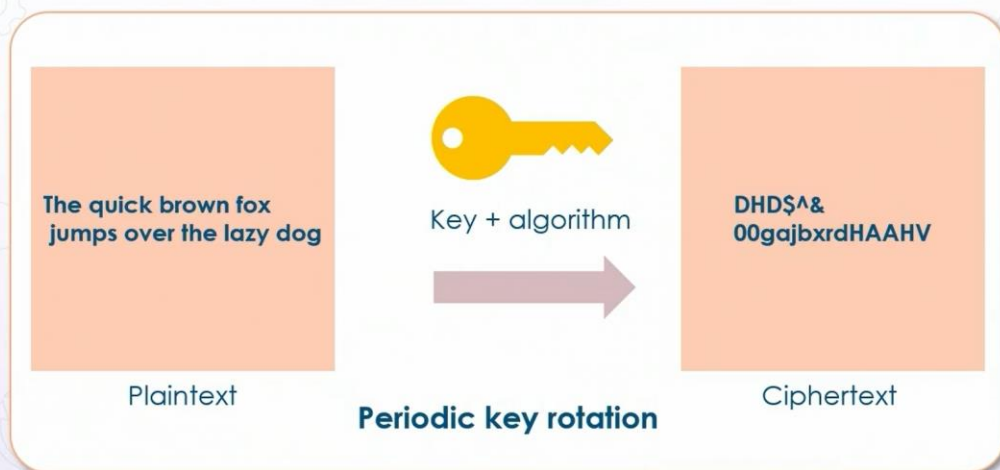 The quick brown fox
jumps over the lazy dog
Plaintext
Key + algorithm
Periodic key rotation
DHD$^&
00gajbxrdHAAHV
Ciphertext